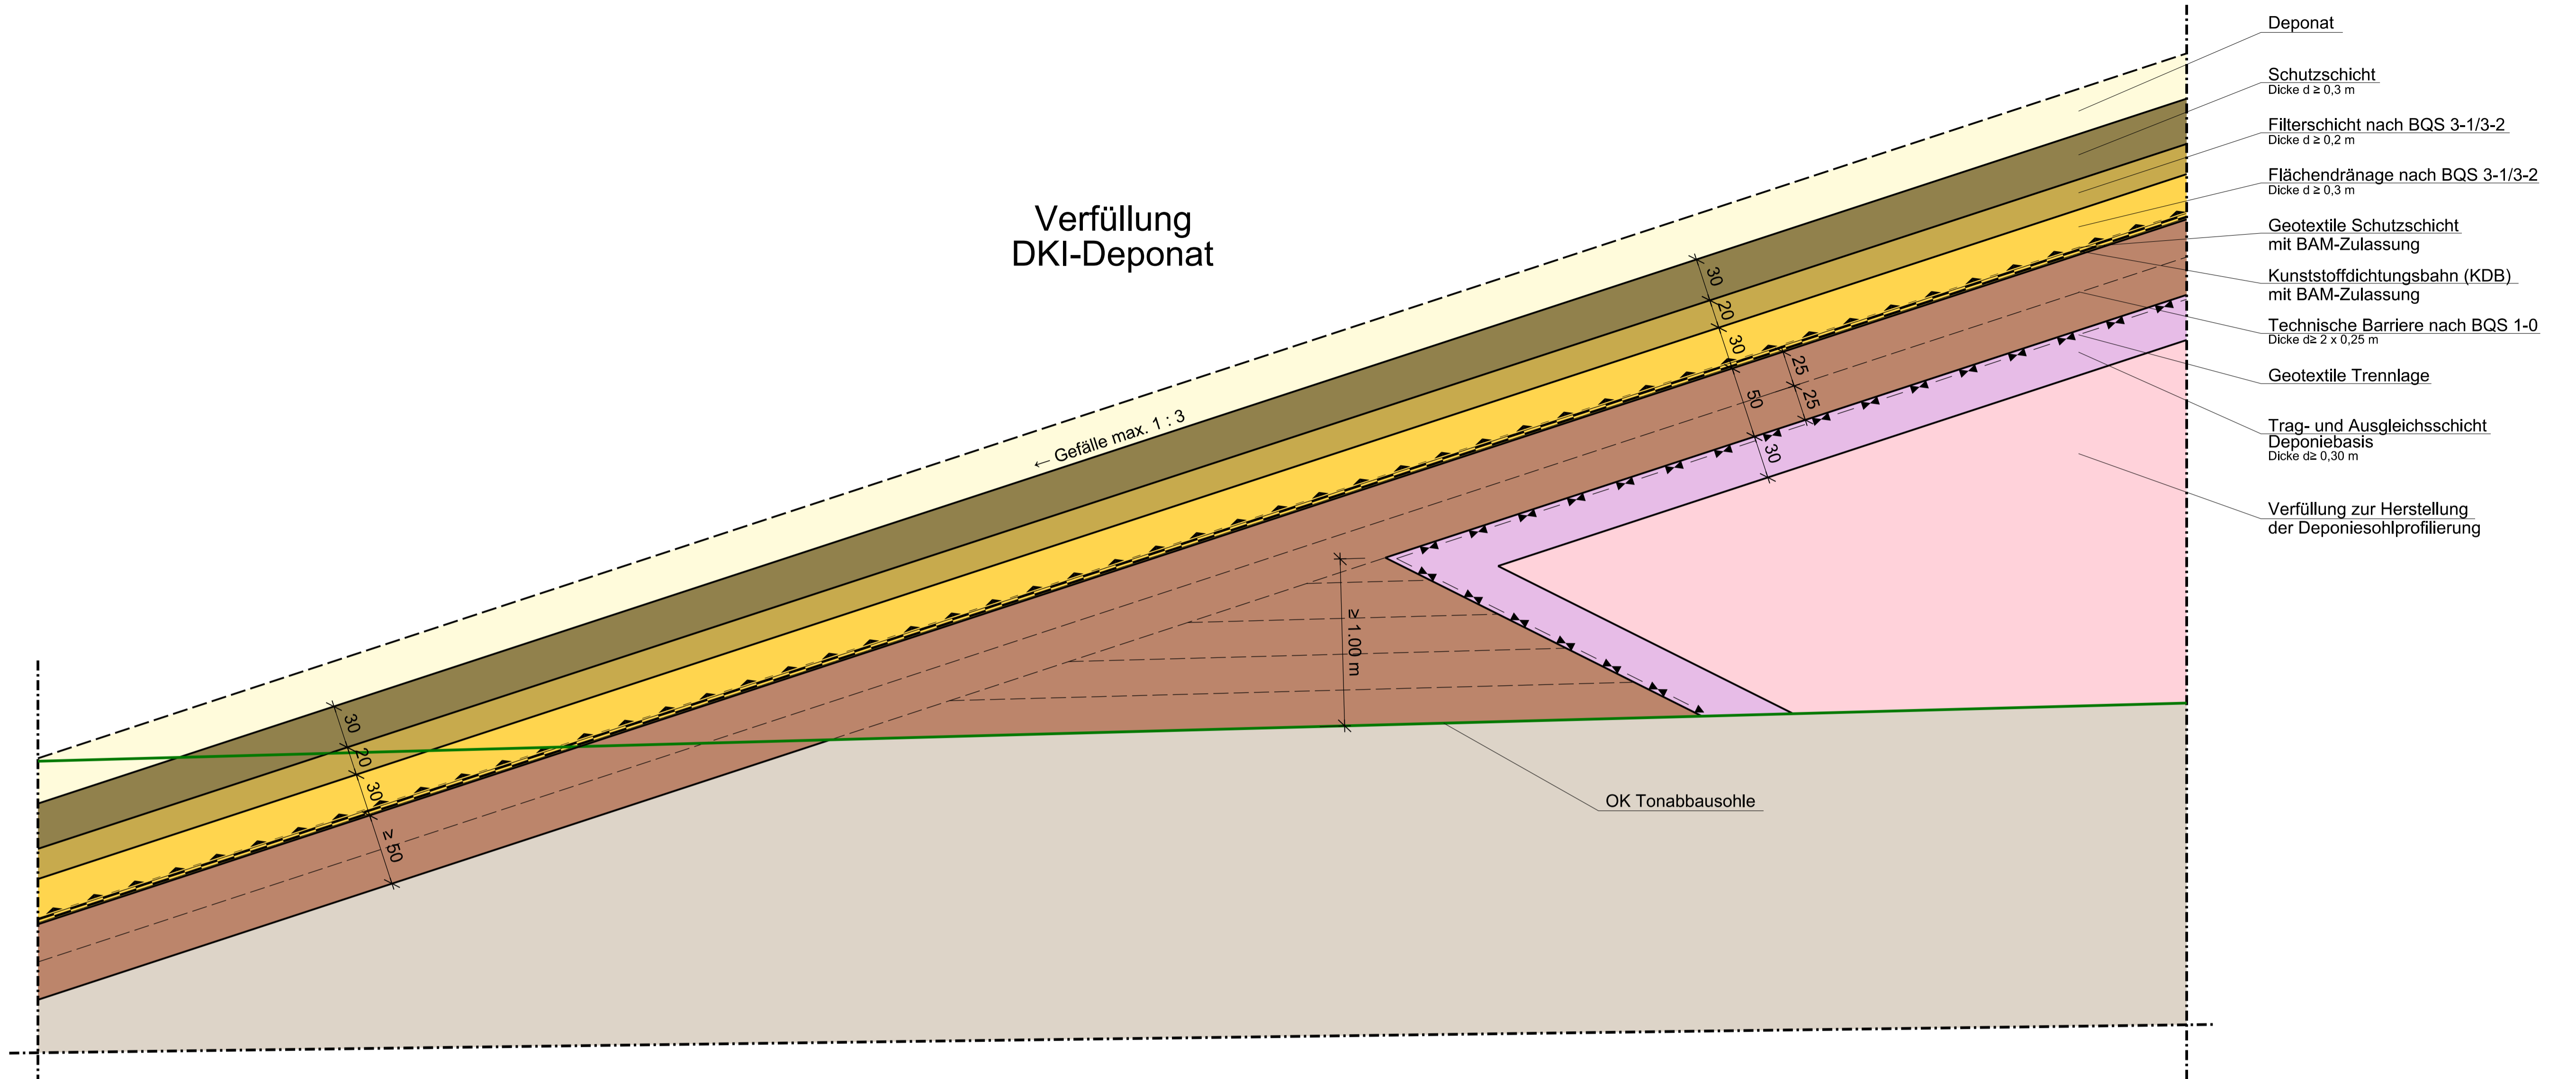 Deponat
Schutzschicht
Dicke d ≥ 0,3 m
Filterschicht nach BQS 3-1/3-2
Dicke d ≥ 0,2 m
Flächendränage nach BQS 3-1/3-2
Dicke d ≥ 0,3 m
Geotextile Schutzschicht
mit BAM-Zulassung
Kunststoffdichtungsbahn (KDB)
mit BAM-Zulassung
Technische Barriere nach BQS 1-0
Dicke d≥ 2 x 0,25 m
Geotextile Trennlage
Trag- und Ausgleichsschicht
Deponiebasis
Dicke d≥ 0,30 m
Verfüllung zur Herstellung
der Deponiesohlprofilierung
Verfüllung
DKI-Deponat
← Gefälle max. 1 : 3
30
20
30
50
30
25
25
≥ 1.00 m
30
20
30
≥ 50
OK Tonabbausohle